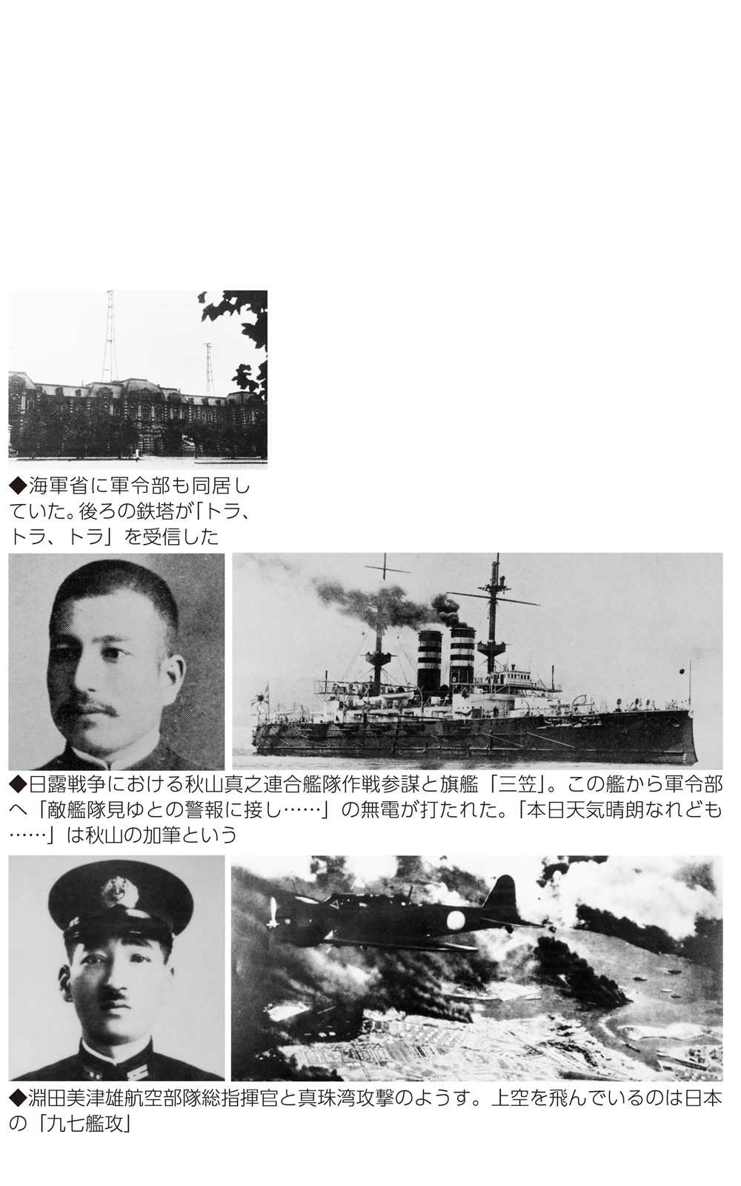 ◆海軍省に軍令部も同居し
ていた。後ろの鉄塔が「トラ、
トラ、トラ」を受信した
◆日露戦争における秋山真之連合艦隊作戦参謀と旗艦「三笠」。この艦から軍令部
へ「敵艦隊見ゆとの警報に接し……」の無電が打たれた。「本日天気晴朗なれども
……」は秋山の加筆という
◆淵田美津雄航空部隊総指揮官と真珠湾攻撃のようす。上空を飛んでいるのは日本
の「九七艦攻」